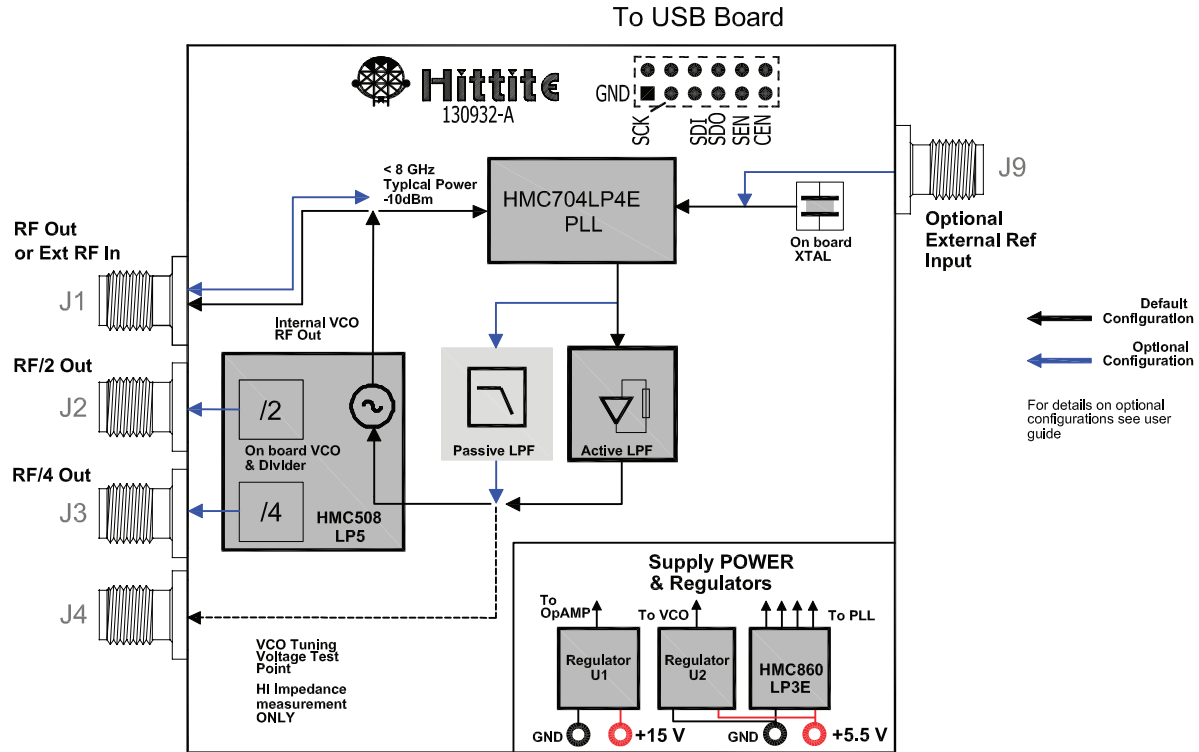 To USB Board
Hittite
130932-A
GND
SCK
SDI
SDO
SEN
CEN
< 8 GHz
Typical Power
-10dBm
HMC704LP4E
PLL
On board
XTAL
J9
Optional
External Ref
Input
RF Out
or Ext RF In
J1
Internal VCO
RF Out
RF/2 Out
J2
/2
On board VCO
& Divider
RF/4 Out
J3
/4
HMC508
LP5
Passive LPF
Active LPF
Default
Configuration
Optional
Configuration
For details on optional
configurations see user
guide
J4
VCO Tuning
Voltage Test
Point
HI Impedance
measurement
ONLY
Supply POWER
& Regulators
To
OpAMP
To VCO
To PLL
Regulator
U1
Regulator
U2
HMC860
LP3E
GND
+15 V
GND
+5.5 V